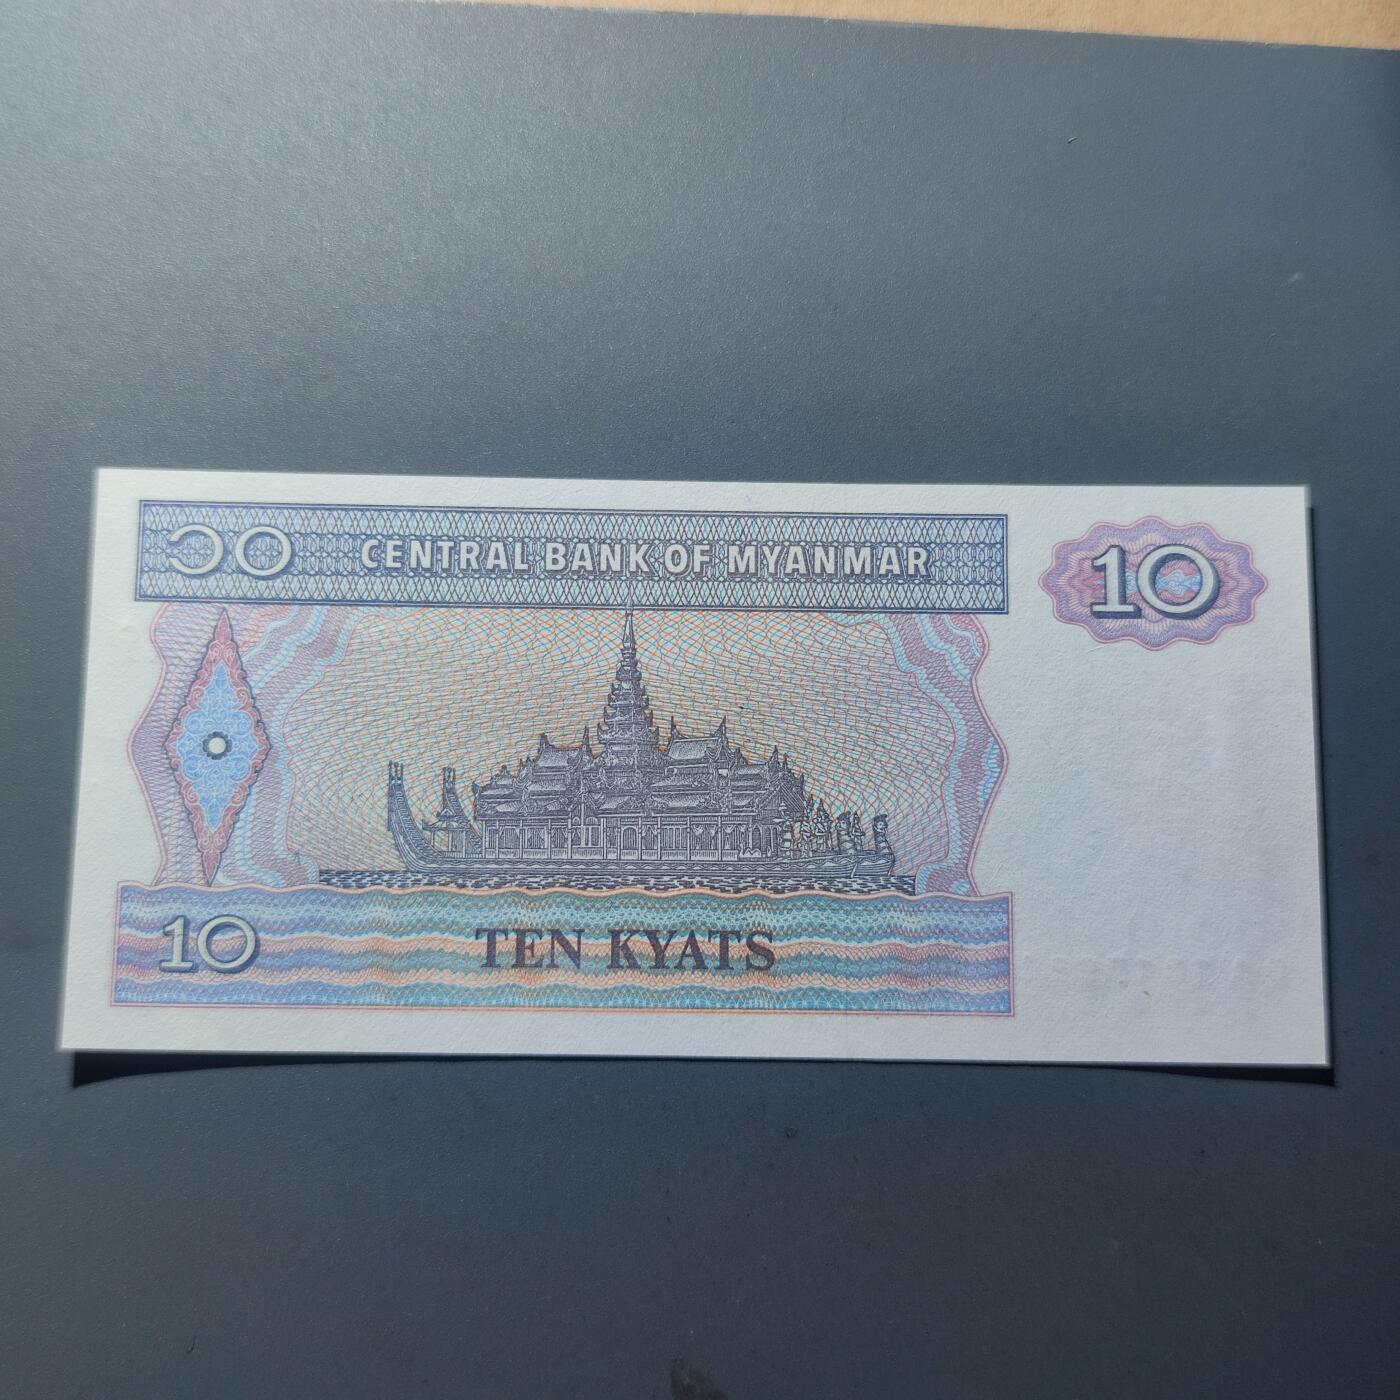 ၁၀ CENTRAL BANK OF MYANMAR
10
10 TEN KYATS